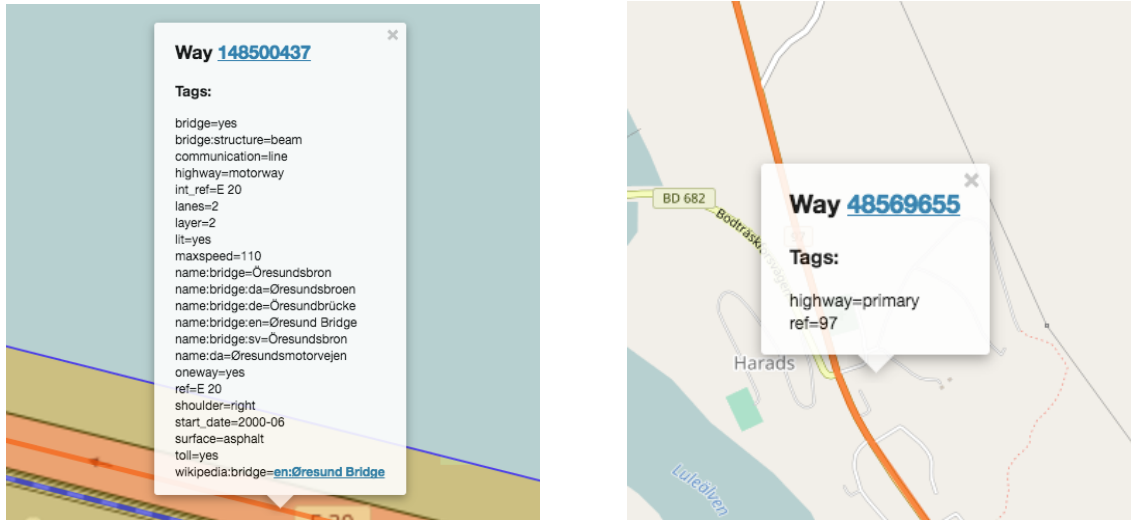 Way 148500437
Tags:
bridge=yes
bridge:structure=beam
communication=line
highway=motorway
int_ref=E 20
lanes=2
layer=2
lit=yes
maxspeed=110
name:bridge=Öresundsbron
name:bridge:da=Øresundsbroen
name:bridge:de=Öresundbrücke
name:bridge:en=Øresund Bridge
name:bridge:sv=Öresundsbron
name:da=Øresundsmotorvejen
oneway=yes
ref=E 20
shoulder=right
start_date=2000-06
surface=asphalt
toll=yes
wikipedia:bridge=en:Øresund Bridge
E 20
BD 682
Way 48569655
Tags:
highway=primary
ref=97
Harads
Luleälven